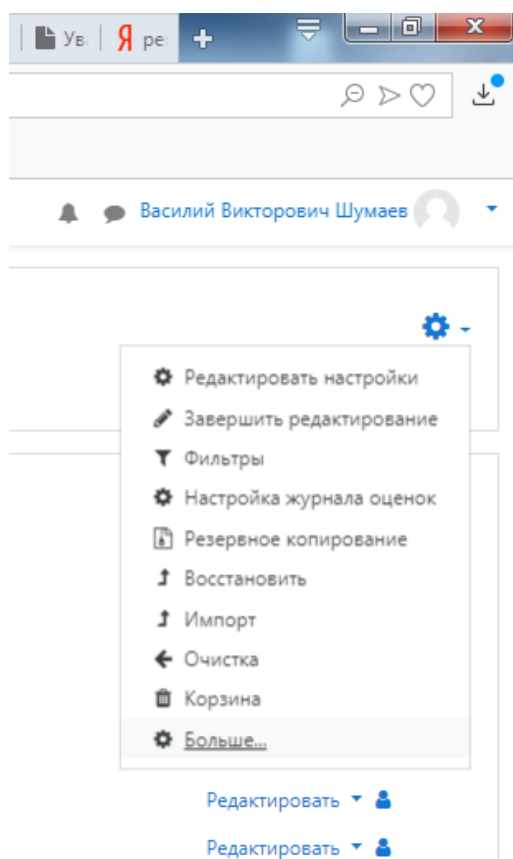 Ув
Я ре
Василий Викторович Шумаев
Редактировать настройки
Завершить редактирование
Фильтры
Настройка журнала оценок
Резервное копирование
Восстановить
Импорт
Очистка
Корзина
Больше...
Редактировать
Редактировать